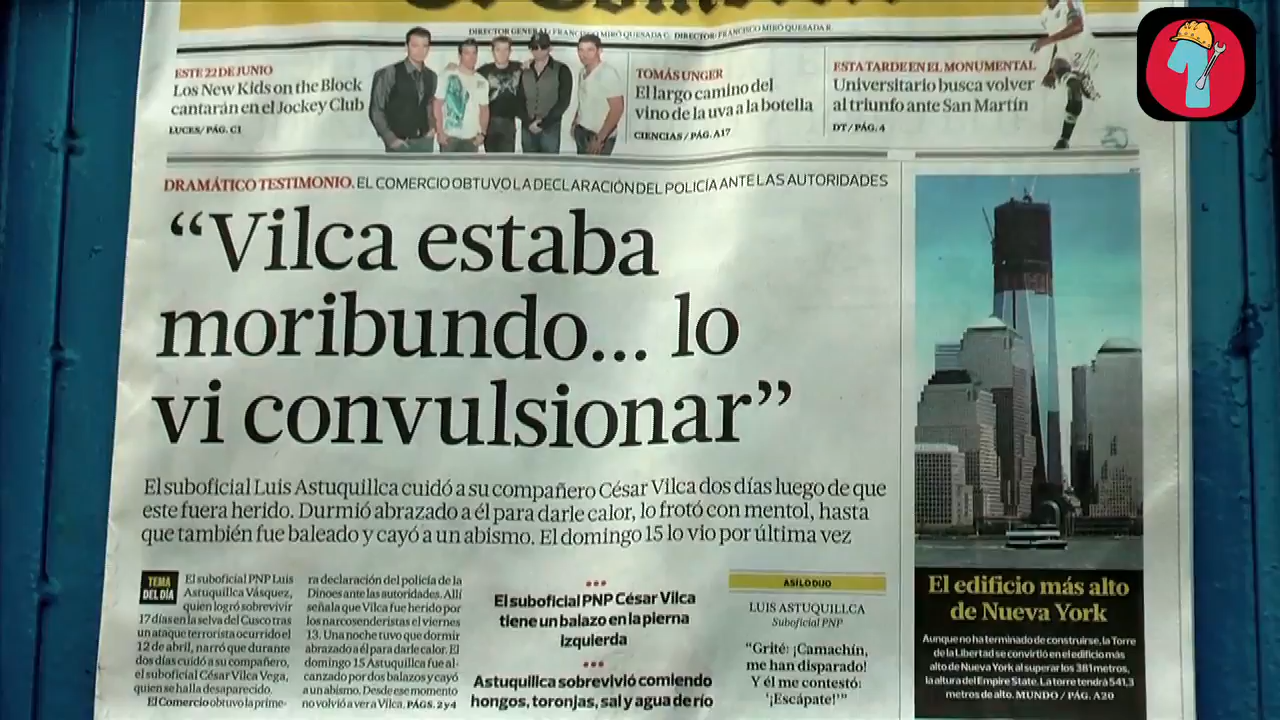 DIRECTOR GENERAL/ FRANCISCO MIRÓ QUESADA C. DIRECTOR/ FRANCISCO MIRÓ QUESADA R.
ESTE 22 DE JUNIO
Los New Kids on the Block
cantarán en el Jockey Club
LUCES/PÁG. C1
TOMÁS UNGER
El largo camino del
vino de la uva a la botella
CIENCIAS/PÁG. A17
ESTA TARDE EN EL MONUMENTAL
Universitario busca volver
al triunfo ante San Martín
DT/PÁG. 4
DRAMÁTICO TESTIMONIO. EL COMERCIO OBTUVO LA DECLARACIÓN DEL POLICÍA ANTE LAS AUTORIDADES
“Vilca estaba
moribundo... lo
vi convulsionar”
El suboficial Luis Astuquillca cuidó a su compañero César Vilca dos días luego de que
este fuera herido. Durmió abrazado a él para darle calor, lo frotó con mentol, hasta
que también fue baleado y cayó a un abismo. El domingo 15 lo vio por última vez
TEMA
DEL DÍA
El suboficial PNP Luis
Astuquillca Vásquez,
quien logró sobrevivir
17 días en la selva del Cusco tras
un ataque terrorista ocurrido el
12 de abril, narró que durante
dos días cuidó a su compañero,
el suboficial César Vilca Vega,
quien se halla desaparecido.
El Comercio obtuvo la prime-
ra declaración del policía de la
Dinoes ante las autoridades. Allí
señala que Vilca fue herido por
los narcosenderistas el viernes
13. Una noche tuvo que dormir
abrazado a él para darle calor. El
domingo 15 Astuquillca fue al-
canzado por dos balazos y cayó
a un abismo. Desde ese momento
no volvió a ver a Vilca. PÁGS. 2 y 4
El suboficial PNP César Vilca
tiene un balazo en la pierna
izquierda
Astuquillca sobrevivió comiendo
hongos, toronjas, sal y agua de río
ASÍ LO DIJO
LUIS ASTUQUILLCA
Suboficial PNP
“Grité: ¡Camachín,
me han disparado!
Y él me contestó:
‘¡Escápate!’”
El edificio más alto
de Nueva York
Aunque no ha terminado de construirse, la Torre
de la Libertad se convirtió en el edificio más
alto de Nueva York al superar los 381 metros,
la altura del Empire State. La torre tendrá 541,3
metros de alto. MUNDO / PÁG. A20